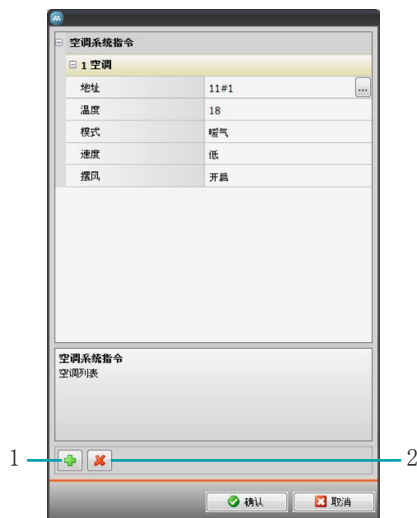 空调系统指令
1 空调
地址 11#1 ...
温度 18
模式 暖气
速度 低
摆风 开启
空调系统指令
空调列表
1 2
确认 取消